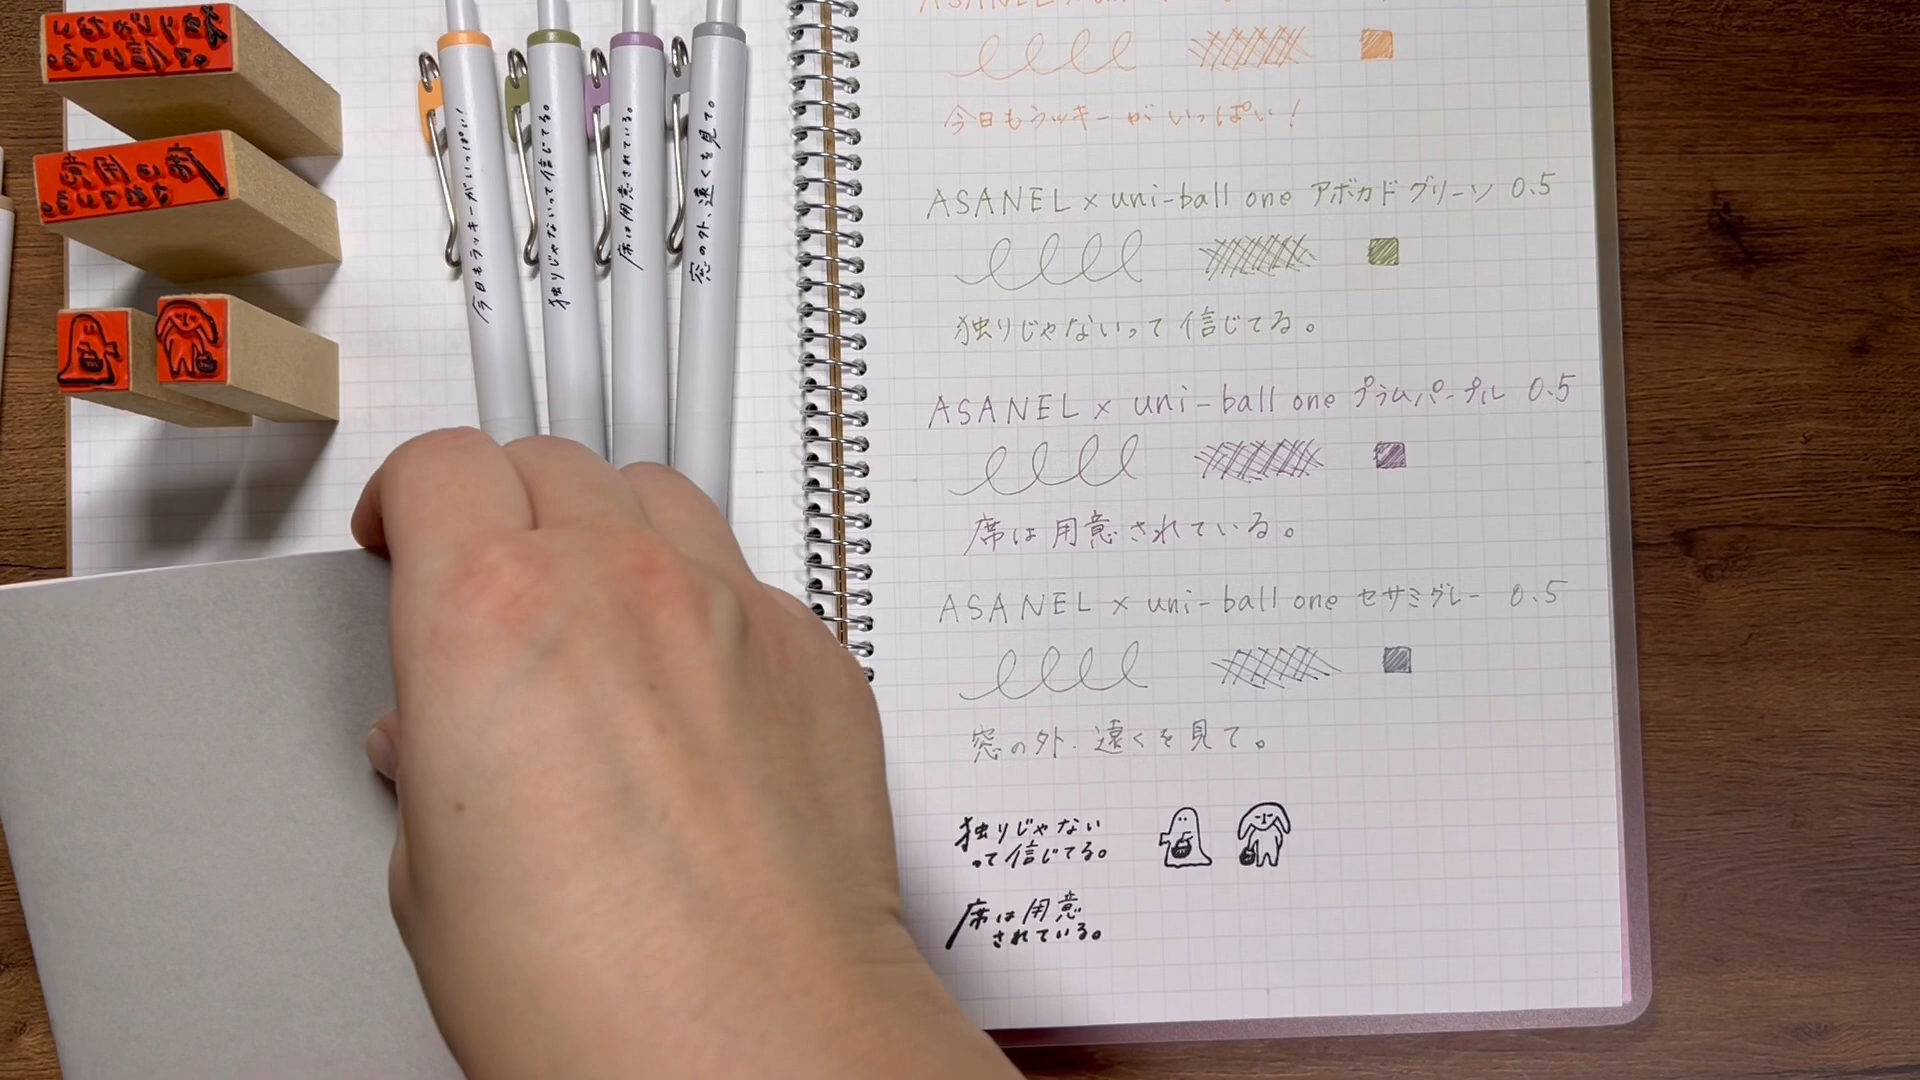 今日もラッキーがいっぱい!
独りじゃないって信じてる。
席は用意されている。
窓の外、遠くを見て。
今日もラッキーがいっぱい!
ASANEL × uni-ball one アボカドグリーン 0.5
独りじゃないって信じてる。
ASANEL × uni-ball one プラムパープル 0.5
席は用意されている。
ASANEL × uni-ball one セサミグレー 0.5
窓の外、遠くを見て。
独りじゃない
って信じてる。
席は用意
されている。